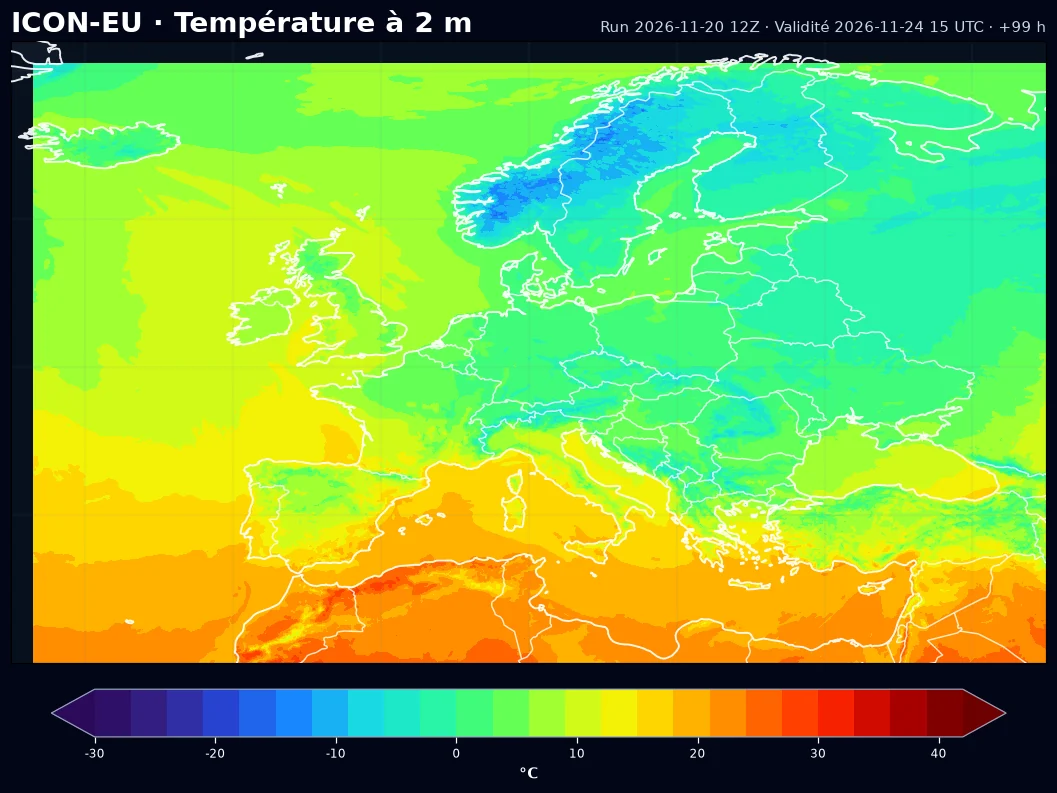 ICON-EU · Température à 2 m
Run 2026-11-20 12Z · Validité 2026-11-24 15 UTC · +99 h
-30 -20 -10 0 10 20 30 40
°C